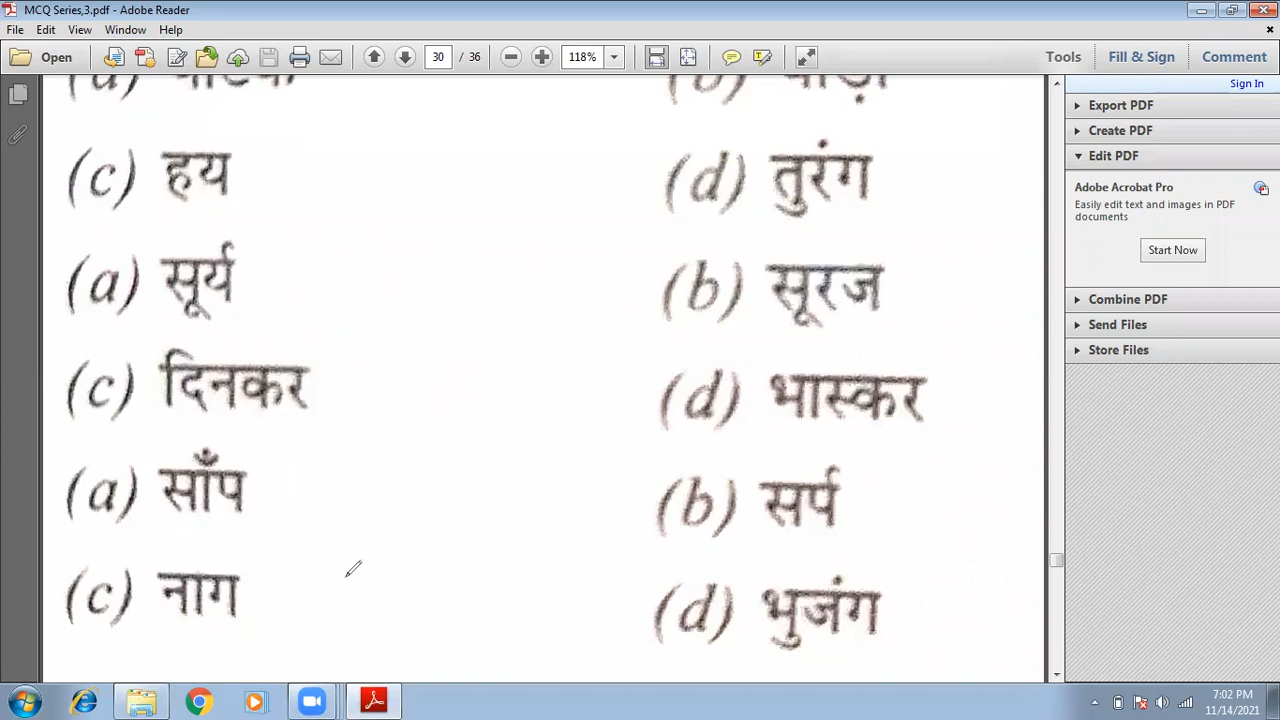 MCQ Series,3.pdf - Adobe Reader
File Edit View Window Help
Open 30 / 36 118% Tools Fill & Sign Comment
Sign In
Export PDF
Create PDF
Edit PDF
Adobe Acrobat Pro
Easily edit text and images in PDF
documents
Start Now
Combine PDF
Send Files
Store Files
(c) हय (d) तुरंग
(a) सूर्य (b) सूरज
(c) दिनकर (d) भास्कर
(a) साँप (b) सर्प
(c) नाग (d) भुजंग
7:02 PM
11/14/2021